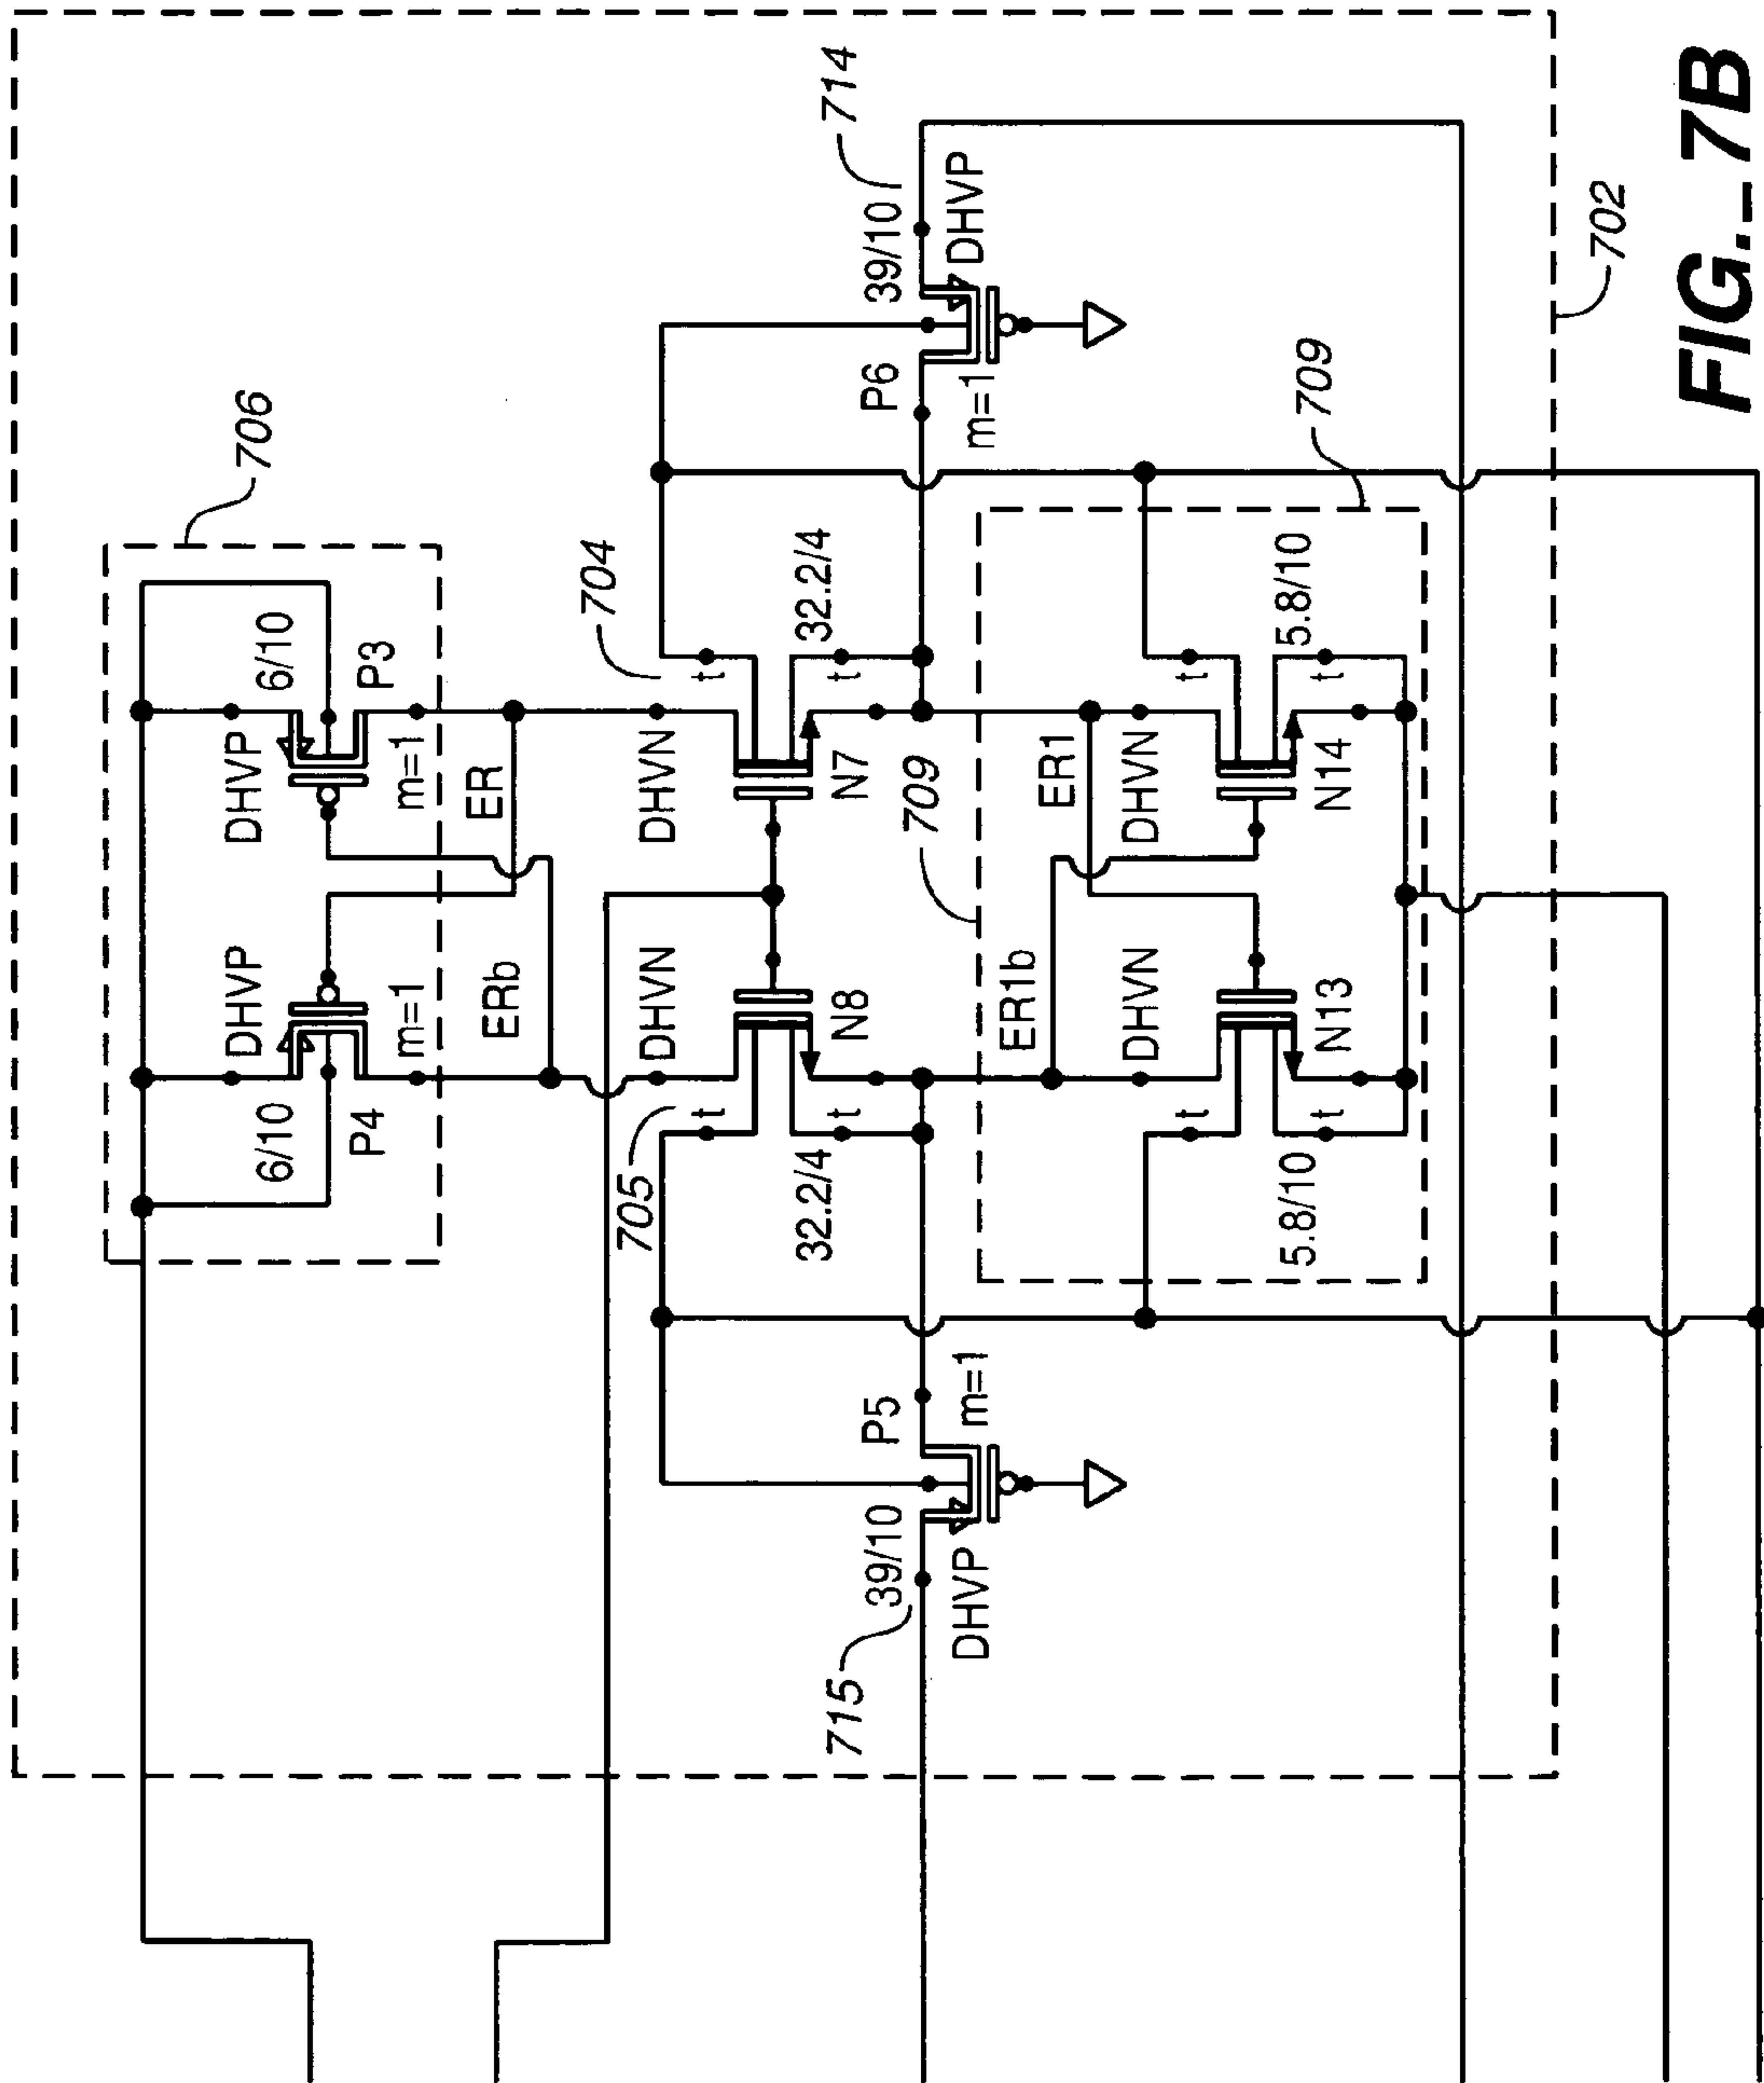 706
DHVP
DHVP
6/10
6/10
P4
P3
m=1
m=1
ERb
ER
704
705
t
DHVN
DHVN
t
32.2/4
t
N8
N7
t
32.2/4
714
715
39/10
P5
709
P6
39/10
DHVP
m=1
m=1
DHVP
ER1b
ER1
t
DHVN
DHVN
t
5.8/10
t
N13
N14
t
5.8/10
709
702
FIG._7B